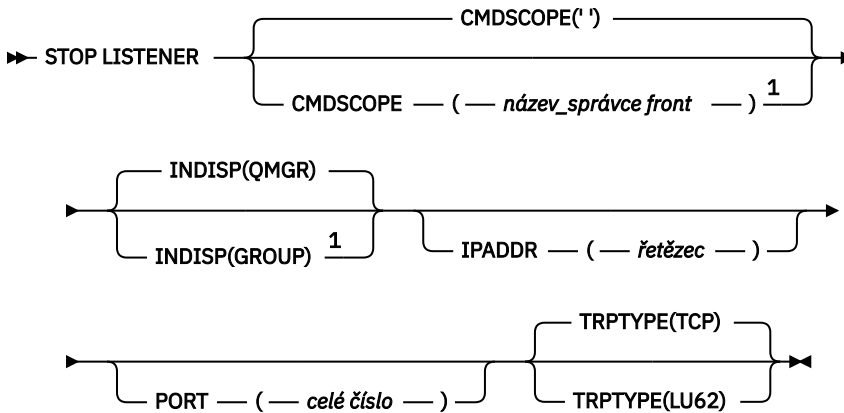 CMDSCOPE(' ')
STOP LISTENER
CMDSCOPE ( název_správce front ) 1
INDISP(QMGR)
INDISP(GROUP) 1
IPADDR ( řetězec )
TRPTYPE(TCP)
PORT ( celé číslo )
TRPTYPE(LU62)